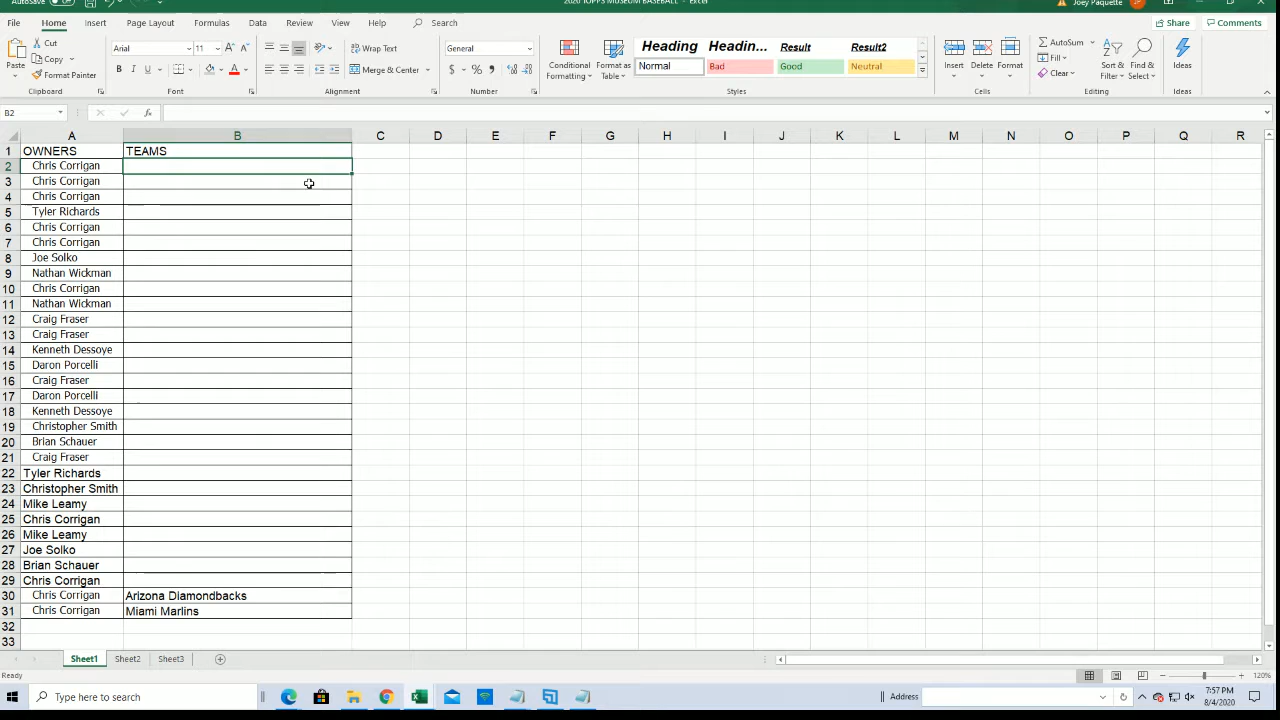 AutoSave
2020 TOPPS MUSEUM BASEBALL - Excel
Joey Paquette
File Home Insert Page Layout Formulas Data Review View Help Search Share Comments
Paste Cut Copy Format Painter Clipboard
Arial 11 B I U A Font
Wrap Text Merge & Center Alignment
General $ % , Number
Conditional Formatting Format as Table
Heading Headin... Result Result2
Normal Bad Good Neutral
Styles
Insert Delete Format Cells
AutoSum Fill Clear Sort & Filter Find & Select Editing
Ideas Ideas
B2 fx
A B C D E F G H I J K L M N O P Q R
1 OWNERS TEAMS
2 Chris Corrigan
3 Chris Corrigan
4 Chris Corrigan
5 Tyler Richards
6 Chris Corrigan
7 Chris Corrigan
8 Joe Solko
9 Nathan Wickman
10 Chris Corrigan
11 Nathan Wickman
12 Craig Fraser
13 Craig Fraser
14 Kenneth Dessoye
15 Daron Porcelli
16 Craig Fraser
17 Daron Porcelli
18 Kenneth Dessoye
19 Christopher Smith
20 Brian Schauer
21 Craig Fraser
22 Tyler Richards
23 Christopher Smith
24 Mike Leamy
25 Chris Corrigan
26 Mike Leamy
27 Joe Solko
28 Brian Schauer
29 Chris Corrigan
30 Chris Corrigan Arizona Diamondbacks
31 Chris Corrigan Miami Marlins
32
33
Sheet1 Sheet2 Sheet3
Ready 120%
Type here to search Address 7:57 PM
8/4/2020